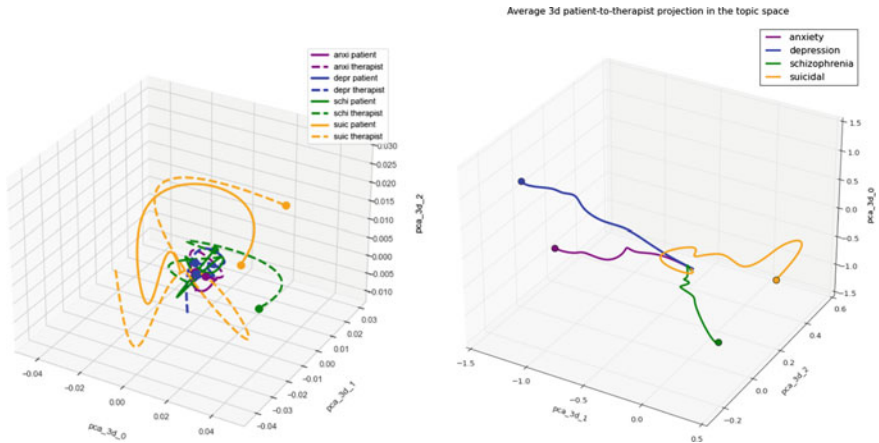 Average 3d patient-to-therapist projection in the topic space
anxi patient
anxi therapist
depr patient
depr therapist
schi patient
schi therapist
suic patient
suic therapist
0.030
0.025
0.020
0.015
0.010
0.005
0.000
−0.005
−0.010
pca_3d_2
0.03
0.02
0.01
0.00
−0.01
−0.02
−0.03
−0.04
pca_3d_1
−0.04
−0.02
0.00
0.02
0.04
pca_3d_0
anxiety
depression
schizophrenia
suicidal
1.5
1.0
0.5
0.0
−0.5
−1.0
−1.5
pca_3d_0
0.6
0.4
0.2
0.0
−0.2
pca_3d_2
−1.5
−1.0
−0.5
0.0
0.5
pca_3d_1